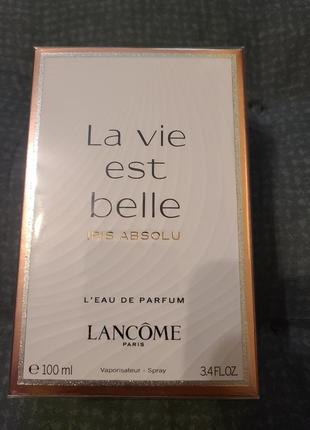 La vie
est
belle
IRIS ABSOLU
L'EAU DE PARFUM
LANCÔME
PARIS
℮ 100 ml Vaporisateur - Spray 3.4 FL.OZ.